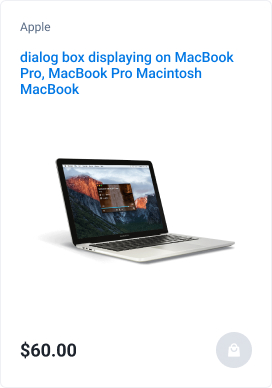 Apple
dialog box displaying on MacBook
Pro, MacBook Pro Macintosh
MacBook
$60.00